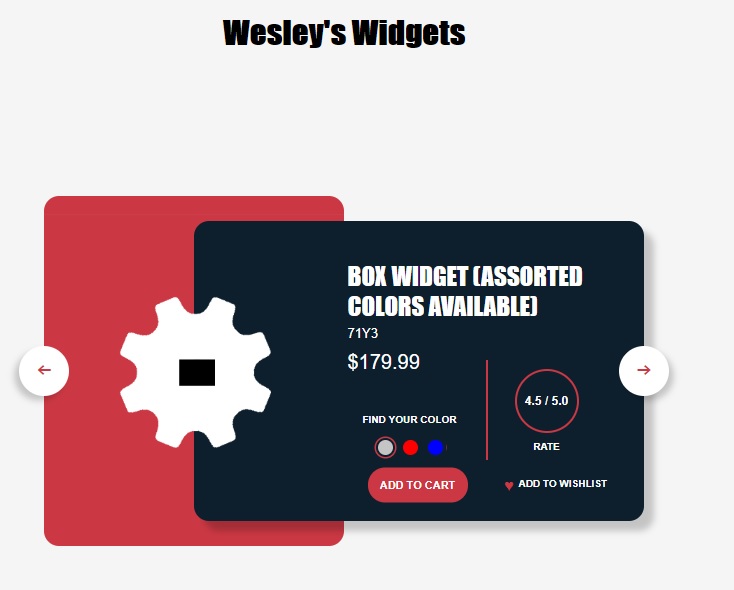 Wesley's Widgets
BOX WIDGET (ASSORTED
COLORS AVAILABLE)
71Y3
$179.99
4.5 / 5.0
FIND YOUR COLOR
RATE
ADD TO CART
ADD TO WISHLIST